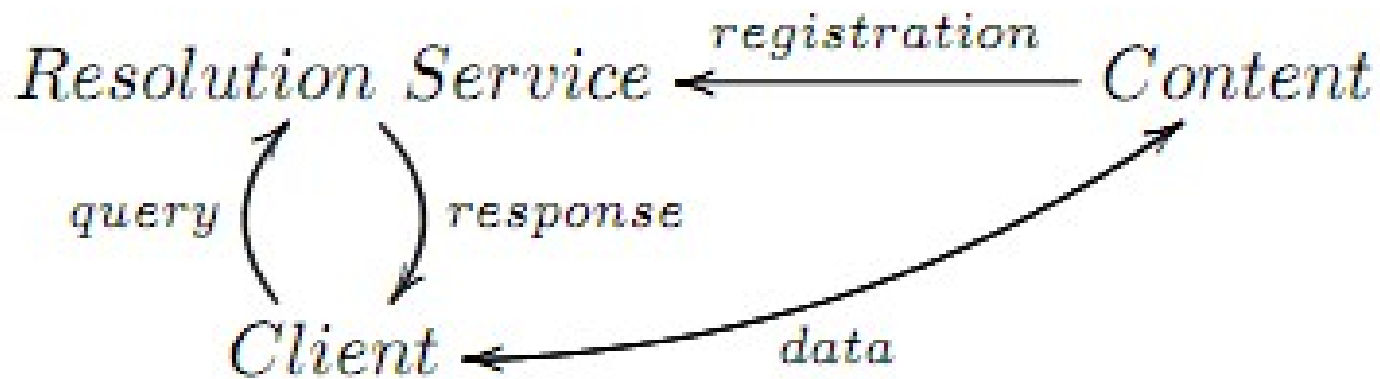 registration
Resolution Service
Content
query
response
Client
data